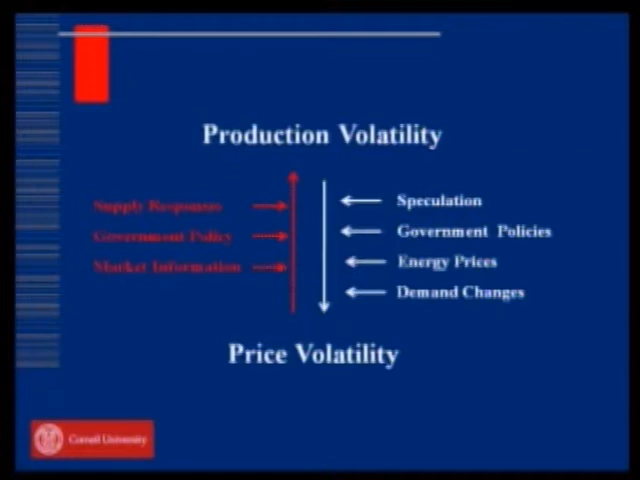 Production Volatility
Supply Responses
Government Policy
Market Information
Speculation
Government Policies
Energy Prices
Demand Changes
Price Volatility
Cornell University